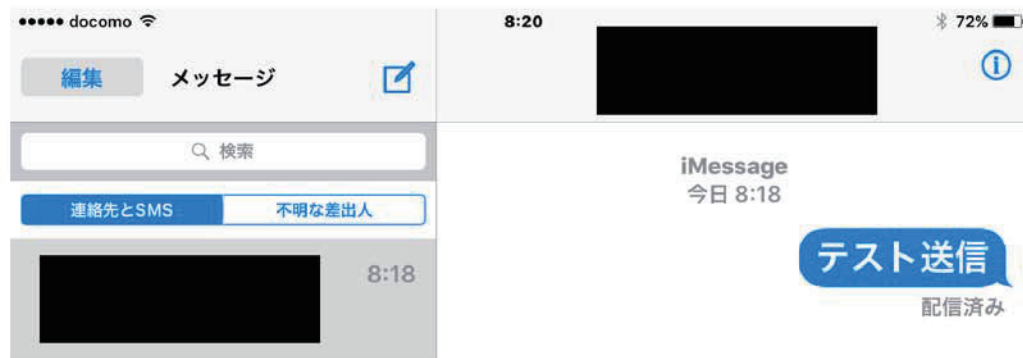 docomo
8:20
72%
編集
メッセージ
検索
連絡先とSMS
不明な差出人
8:18
iMessage
今日 8:18
テスト送信
配信済み